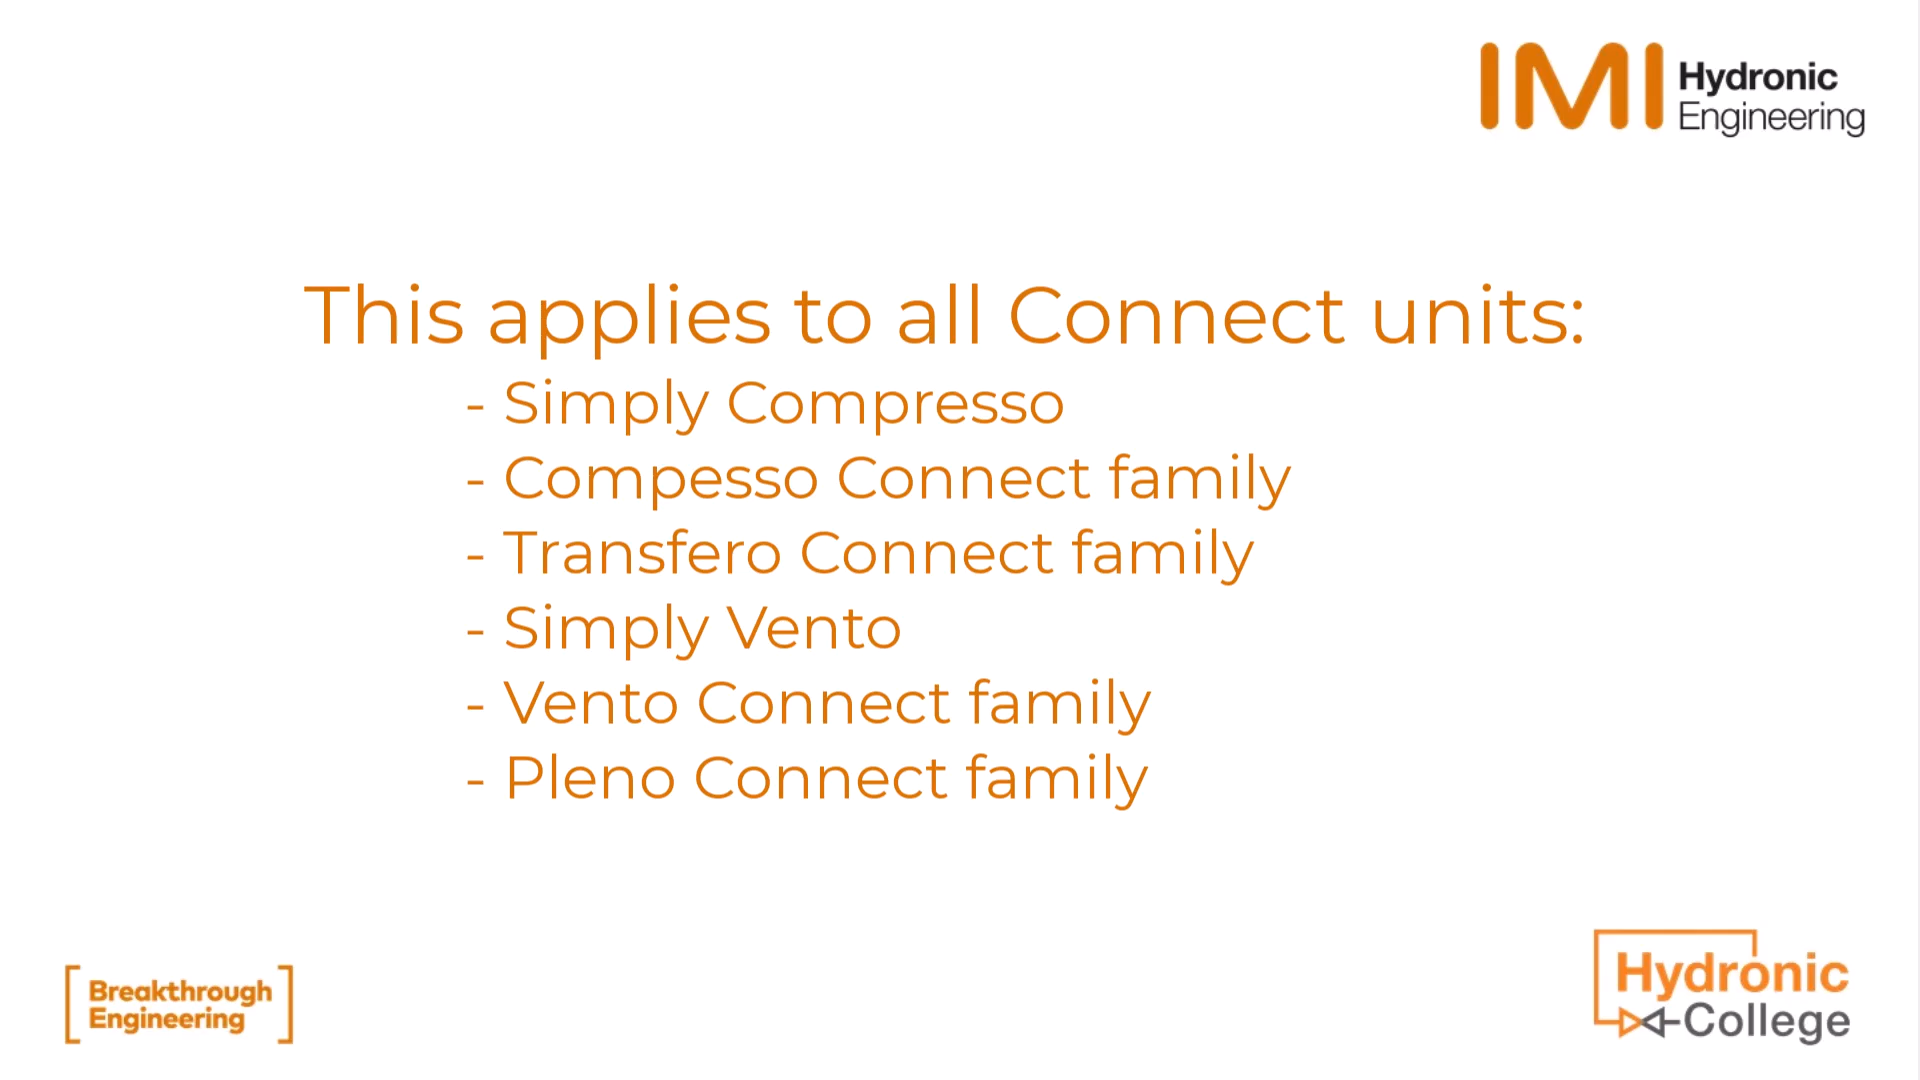 IMI Hydronic
Engineering
This applies to all Connect units:
- Simply Compresso
- Compesso Connect family
- Transfero Connect family
- Simply Vento
- Vento Connect family
- Pleno Connect family
Breakthrough
Engineering
Hydronic
College